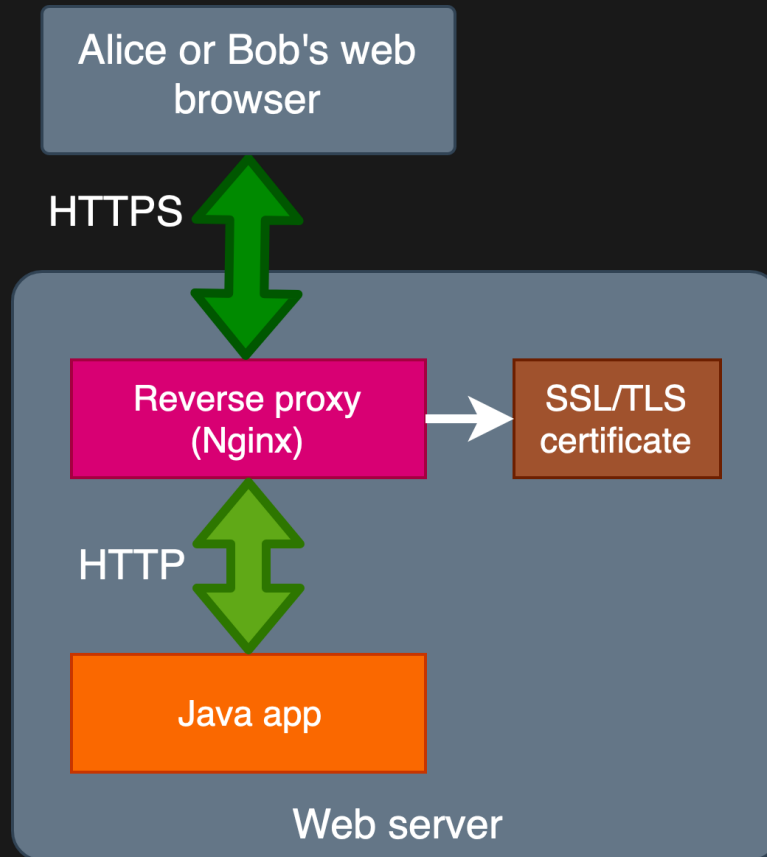 Alice or Bob's web
browser
HTTPS
Reverse proxy
(Nginx)
SSL/TLS
certificate
HTTP
Java app
Web server